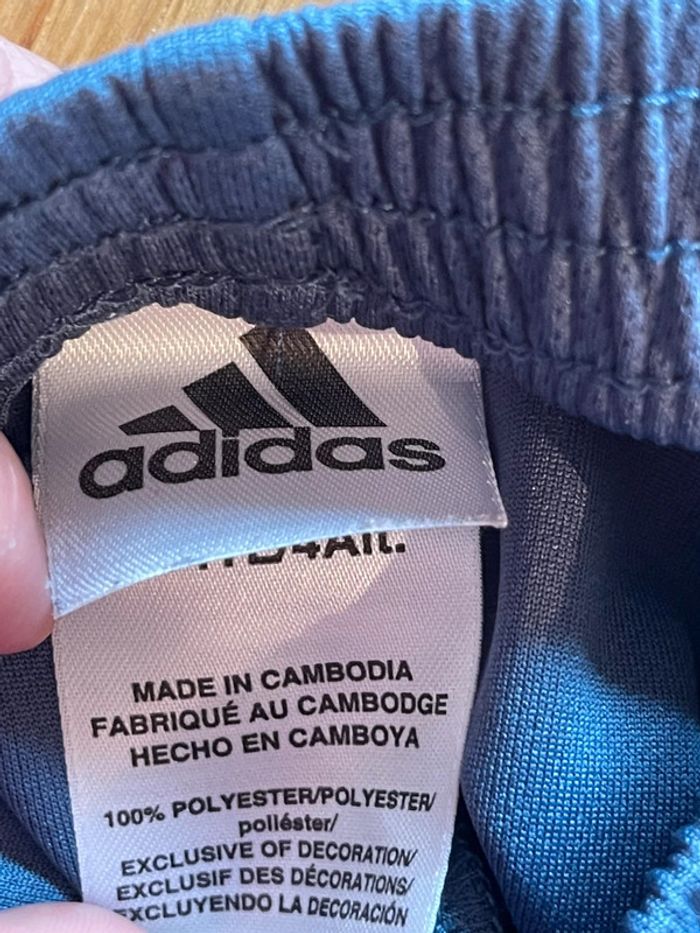 adidas
MADE IN CAMBODIA
FABRIQUÉ AU CAMBODGE
HECHO EN CAMBOYA
100% POLYESTER/POLYESTER/
poliéster/
EXCLUSIVE OF DECORATION/
EXCLUSIF DES DÉCORATIONS/
EXCLUYENDO LA DECORACIÓN